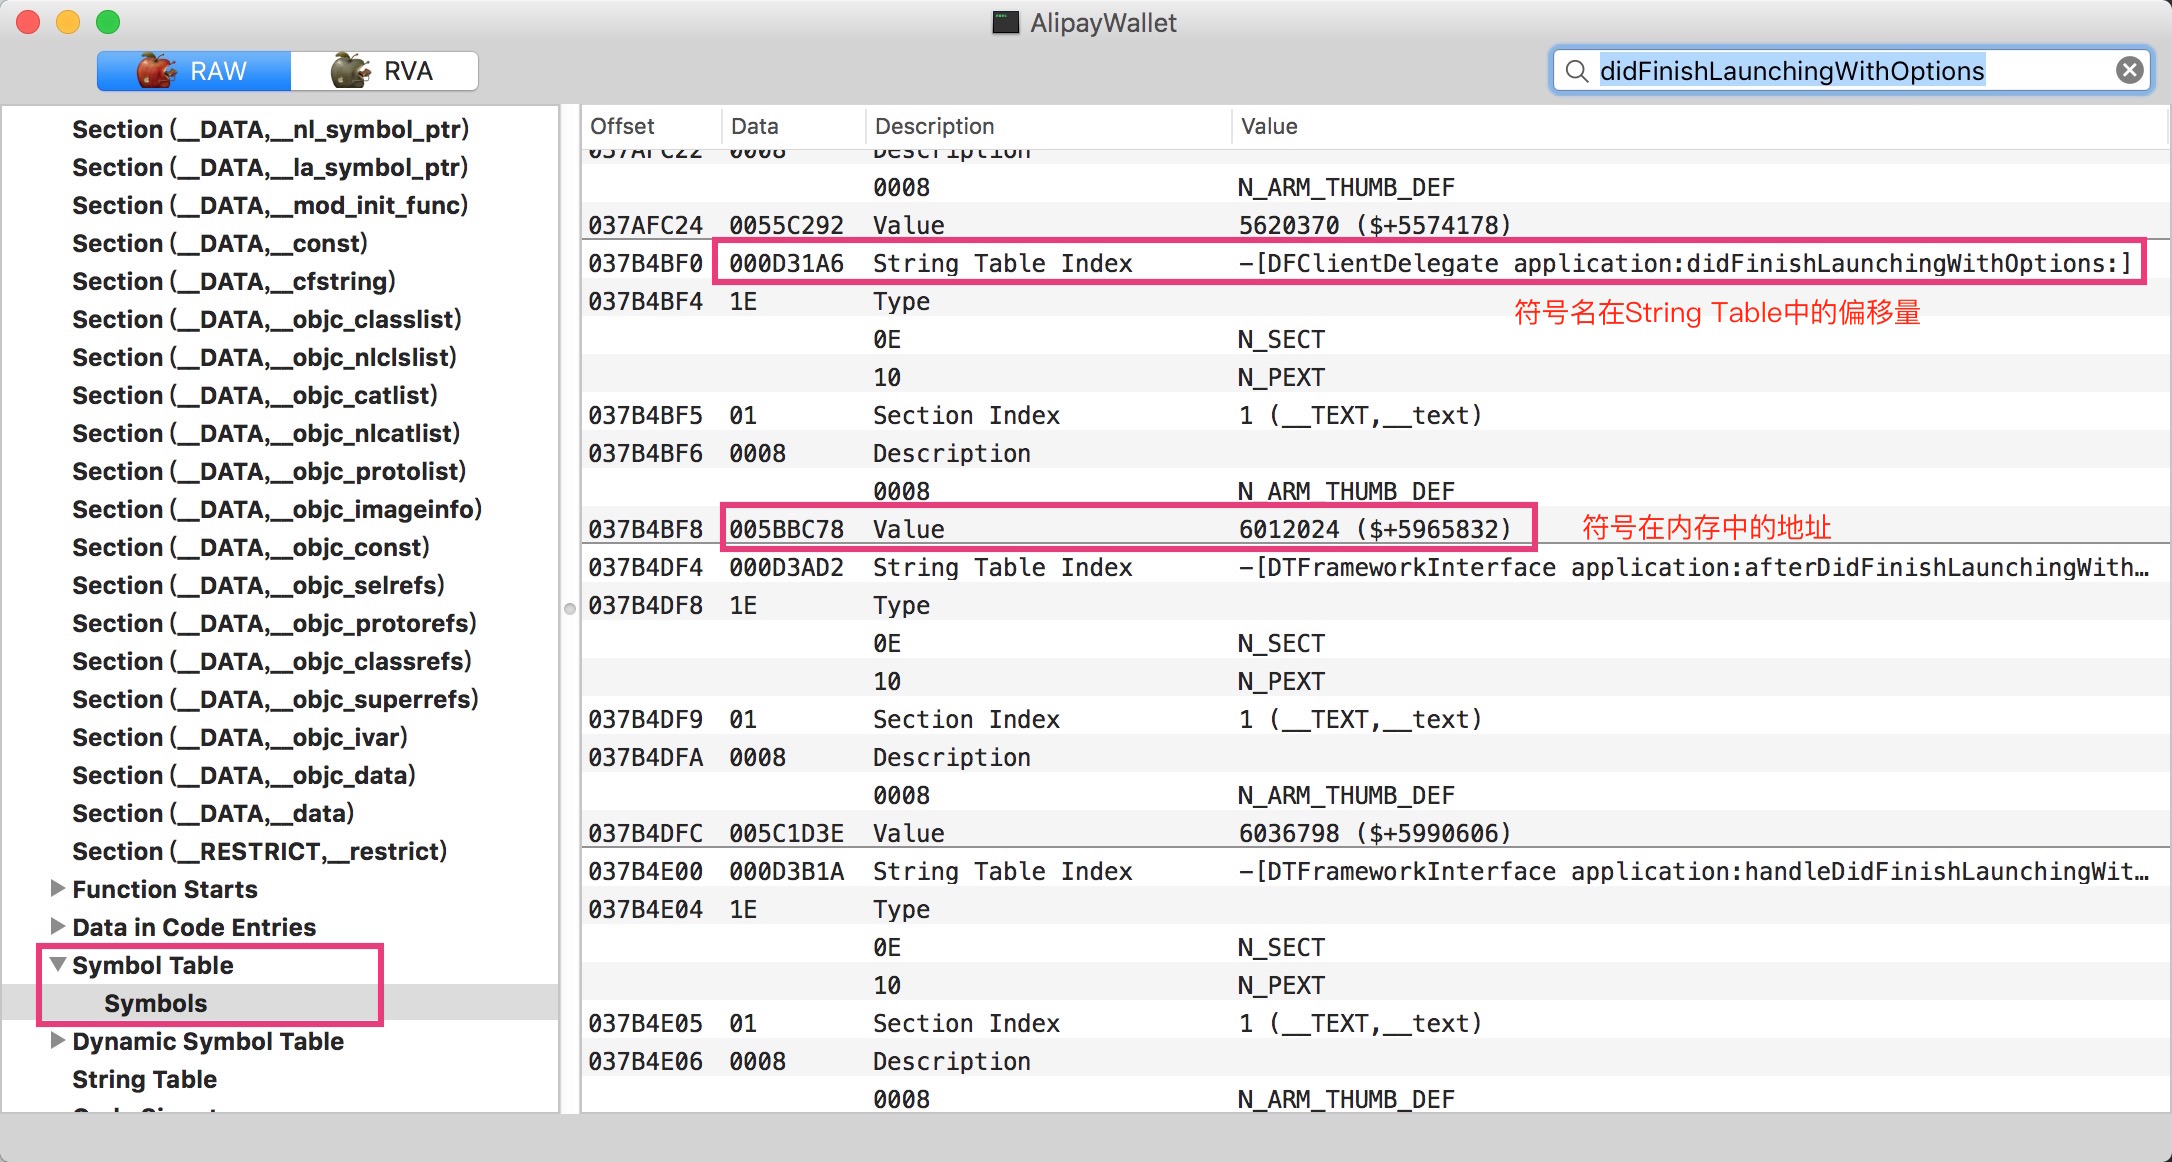 AlipayWallet
RAW
RVA
didFinishLaunchingWithOptions
Section (__DATA,__nl_symbol_ptr)
Section (__DATA,__la_symbol_ptr)
Section (__DATA,__mod_init_func)
Section (__DATA,__const)
Section (__DATA,__cfstring)
Section (__DATA,__objc_classlist)
Section (__DATA,__objc_nlclslist)
Section (__DATA,__objc_catlist)
Section (__DATA,__objc_nlcatlist)
Section (__DATA,__objc_protolist)
Section (__DATA,__objc_imageinfo)
Section (__DATA,__objc_const)
Section (__DATA,__objc_selrefs)
Section (__DATA,__objc_protorefs)
Section (__DATA,__objc_classrefs)
Section (__DATA,__objc_superrefs)
Section (__DATA,__objc_ivar)
Section (__DATA,__objc_data)
Section (__DATA,__data)
Section (__RESTRICT,__restrict)
Function Starts
Data in Code Entries
Symbol Table
Symbols
Dynamic Symbol Table
String Table
Offset Data Description Value
037AFC22 0008 Description
0008 N_ARM_THUMB_DEF
037AFC24 0055C292 Value 5620370 ($+5574178)
037B4BF0 000D31A6 String Table Index -[DFClientDelegate application:didFinishLaunchingWithOptions:]
037B4BF4 1E Type
符号名在String Table中的偏移量
0E N_SECT
10 N_PEXT
037B4BF5 01 Section Index 1 (__TEXT,__text)
037B4BF6 0008 Description
0008 N_ARM_THUMB_DEF
037B4BF8 005BBC78 Value 6012024 ($+5965832) 符号在内存中的地址
037B4DF4 000D3AD2 String Table Index -[DTFrameworkInterface application:afterDidFinishLaunchingWith…
037B4DF8 1E Type
0E N_SECT
10 N_PEXT
037B4DF9 01 Section Index 1 (__TEXT,__text)
037B4DFA 0008 Description
0008 N_ARM_THUMB_DEF
037B4DFC 005C1D3E Value 6036798 ($+5990606)
037B4E00 000D3B1A String Table Index -[DTFrameworkInterface application:handleDidFinishLaunchingWit…
037B4E04 1E Type
0E N_SECT
10 N_PEXT
037B4E05 01 Section Index 1 (__TEXT,__text)
037B4E06 0008 Description
0008 N_ARM_THUMB_DEF